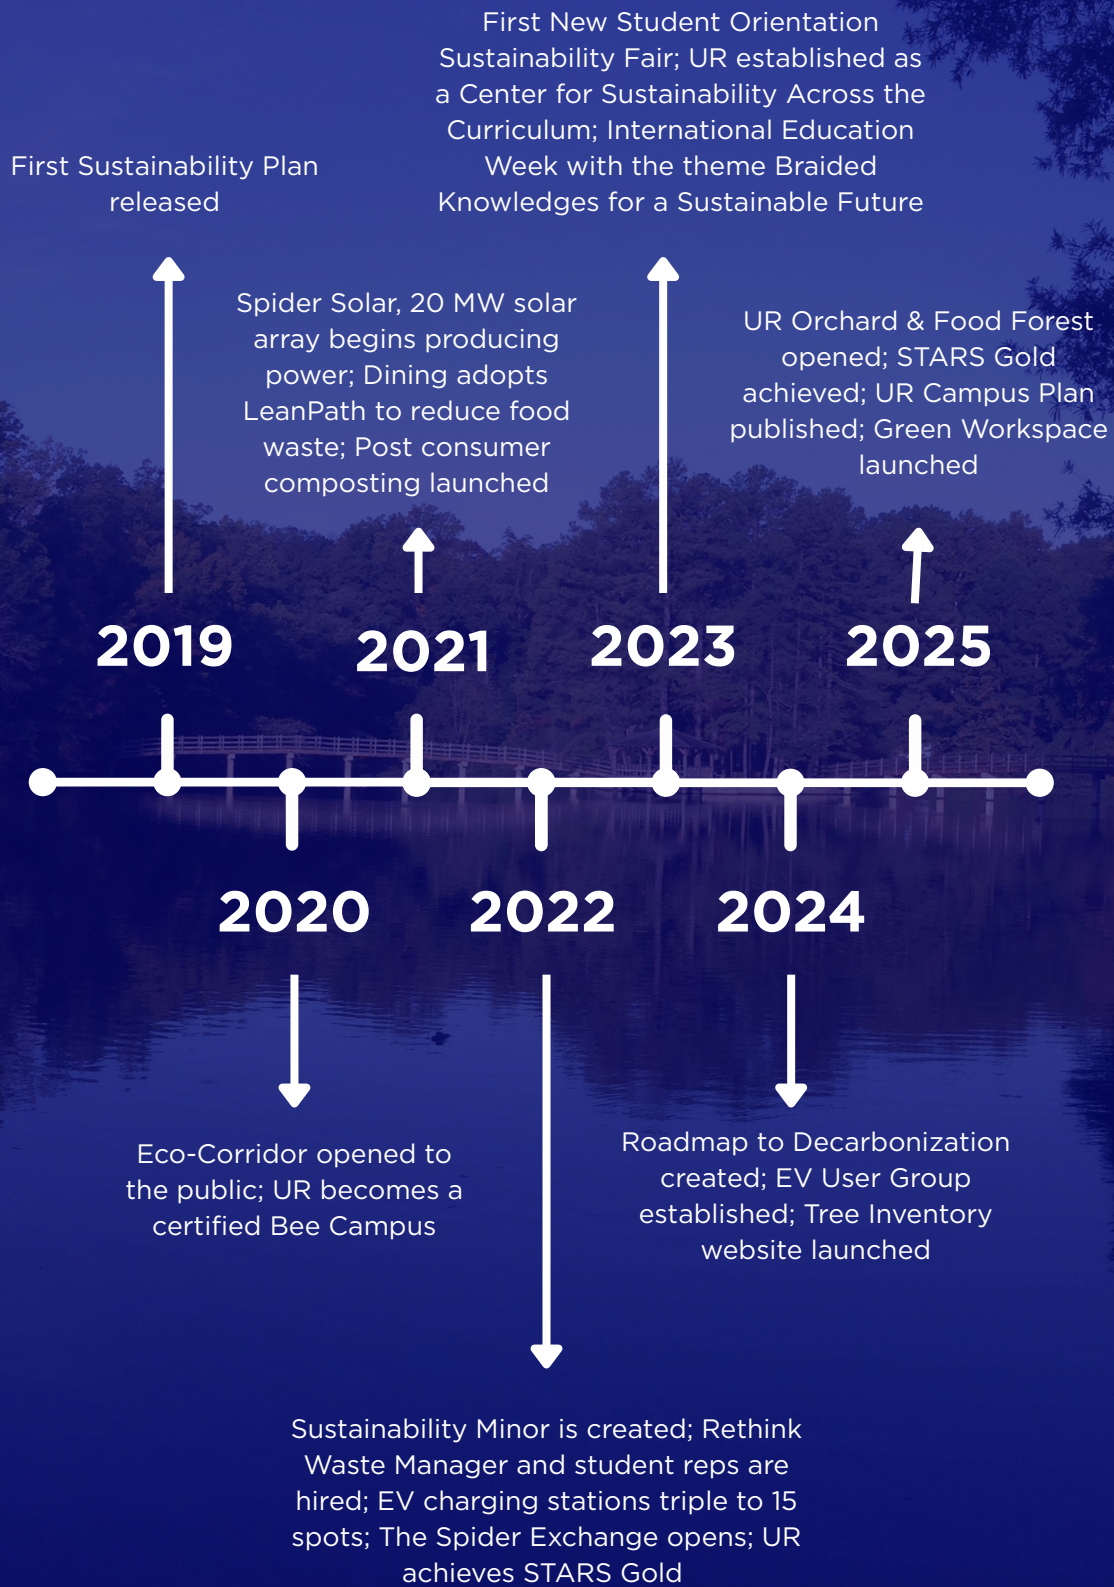 First New Student Orientation
Sustainability Fair; UR established as
a Center for Sustainability Across the
Curriculum; International Education
Week with the theme Braided
Knowledges for a Sustainable Future
First Sustainability Plan
released
Spider Solar, 20 MW solar
array begins producing
power; Dining adopts
LeanPath to reduce food
waste; Post consumer
composting launched
UR Orchard & Food Forest
opened; STARS Gold
achieved; UR Campus Plan
published; Green Workspace
launched
2019
2021
2023
2025
2020
2022
2024
Eco-Corridor opened to
the public; UR becomes a
certified Bee Campus
Roadmap to Decarbonization
created; EV User Group
established; Tree Inventory
website launched
Sustainability Minor is created; Rethink
Waste Manager and student reps are
hired; EV charging stations triple to 15
spots; The Spider Exchange opens; UR
achieves STARS Gold